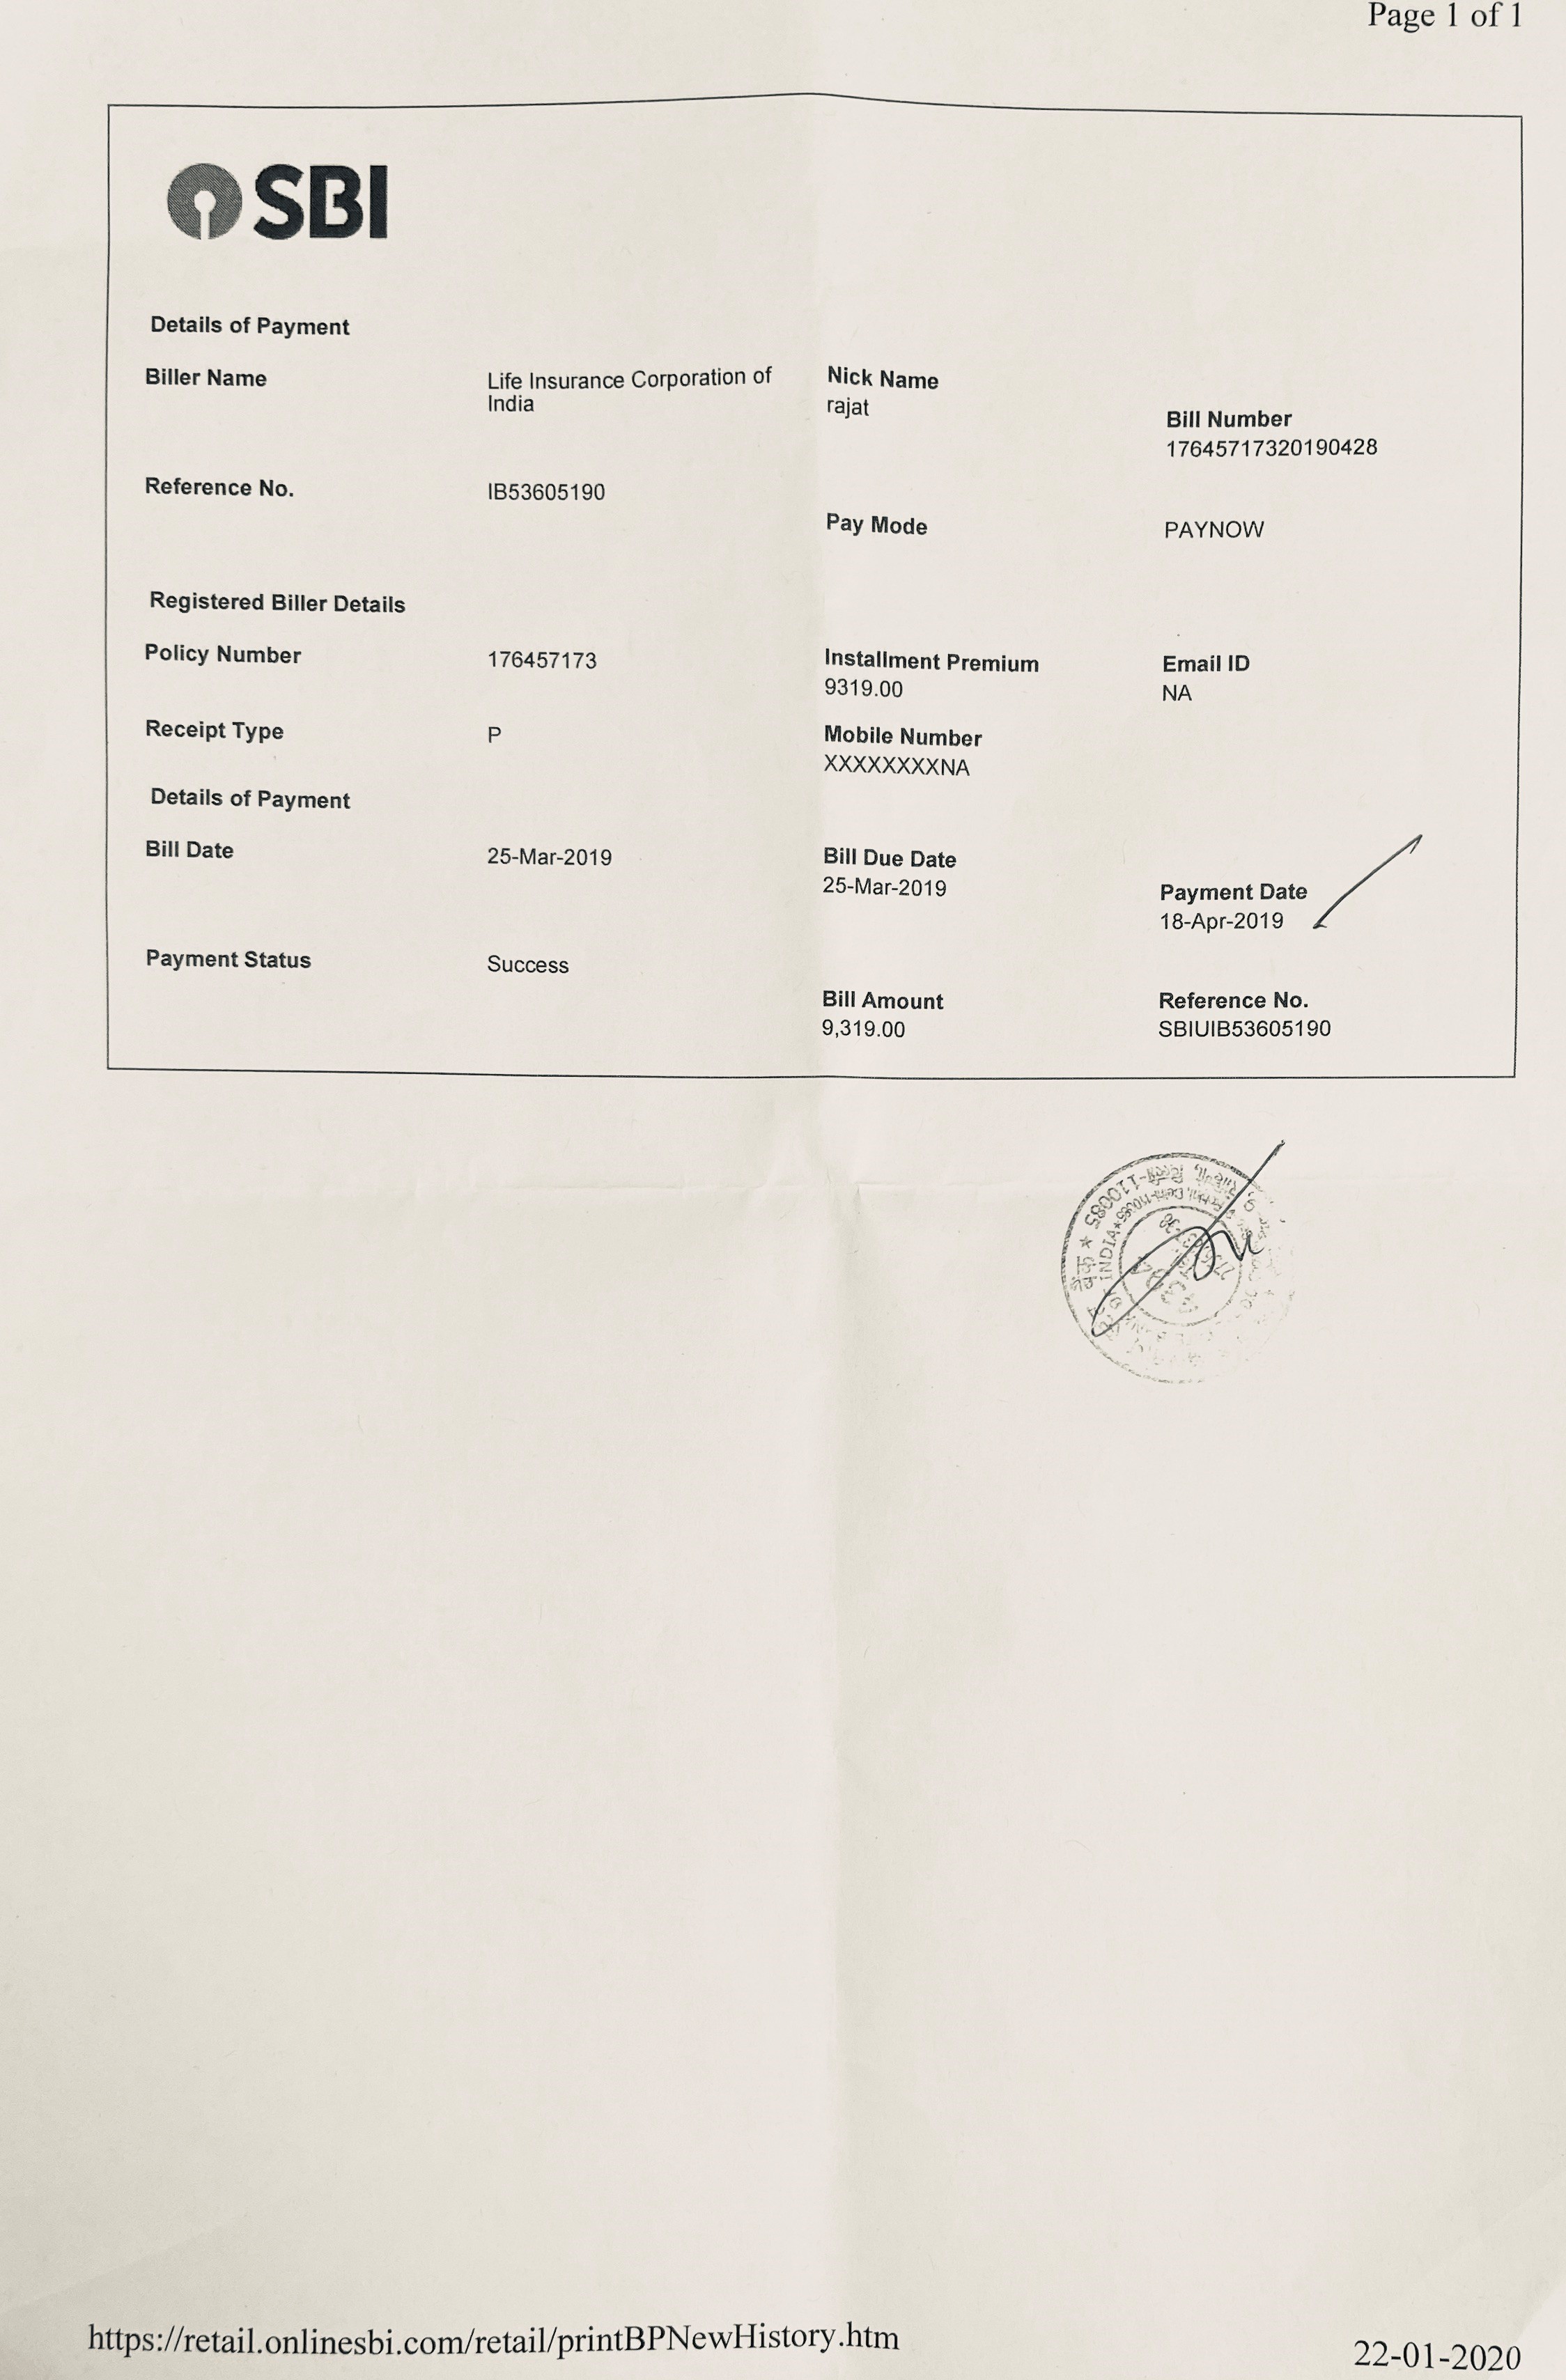 Page 1 of 1
SBI
Details of Payment
Biller Name
Life Insurance Corporation of
India
Nick Name
rajat
Bill Number
17645717320190428
Reference No.
IB53605190
Pay Mode
PAYNOW
Registered Biller Details
Policy Number
176457173
Installment Premium
9319.00
Email ID
NA
Receipt Type
P
Mobile Number
XXXXXXXXNA
Details of Payment
Bill Date
25-Mar-2019
Bill Due Date
25-Mar-2019
Payment Date
18-Apr-2019
Payment Status
Success
Bill Amount
9,319.00
Reference No.
SBIUIB53605190
बैंक ★ दिल्ली-110085
INDIA★ Delhi-110085
https://retail.onlinesbi.com/retail/printBPNewHistory.htm
22-01-2020